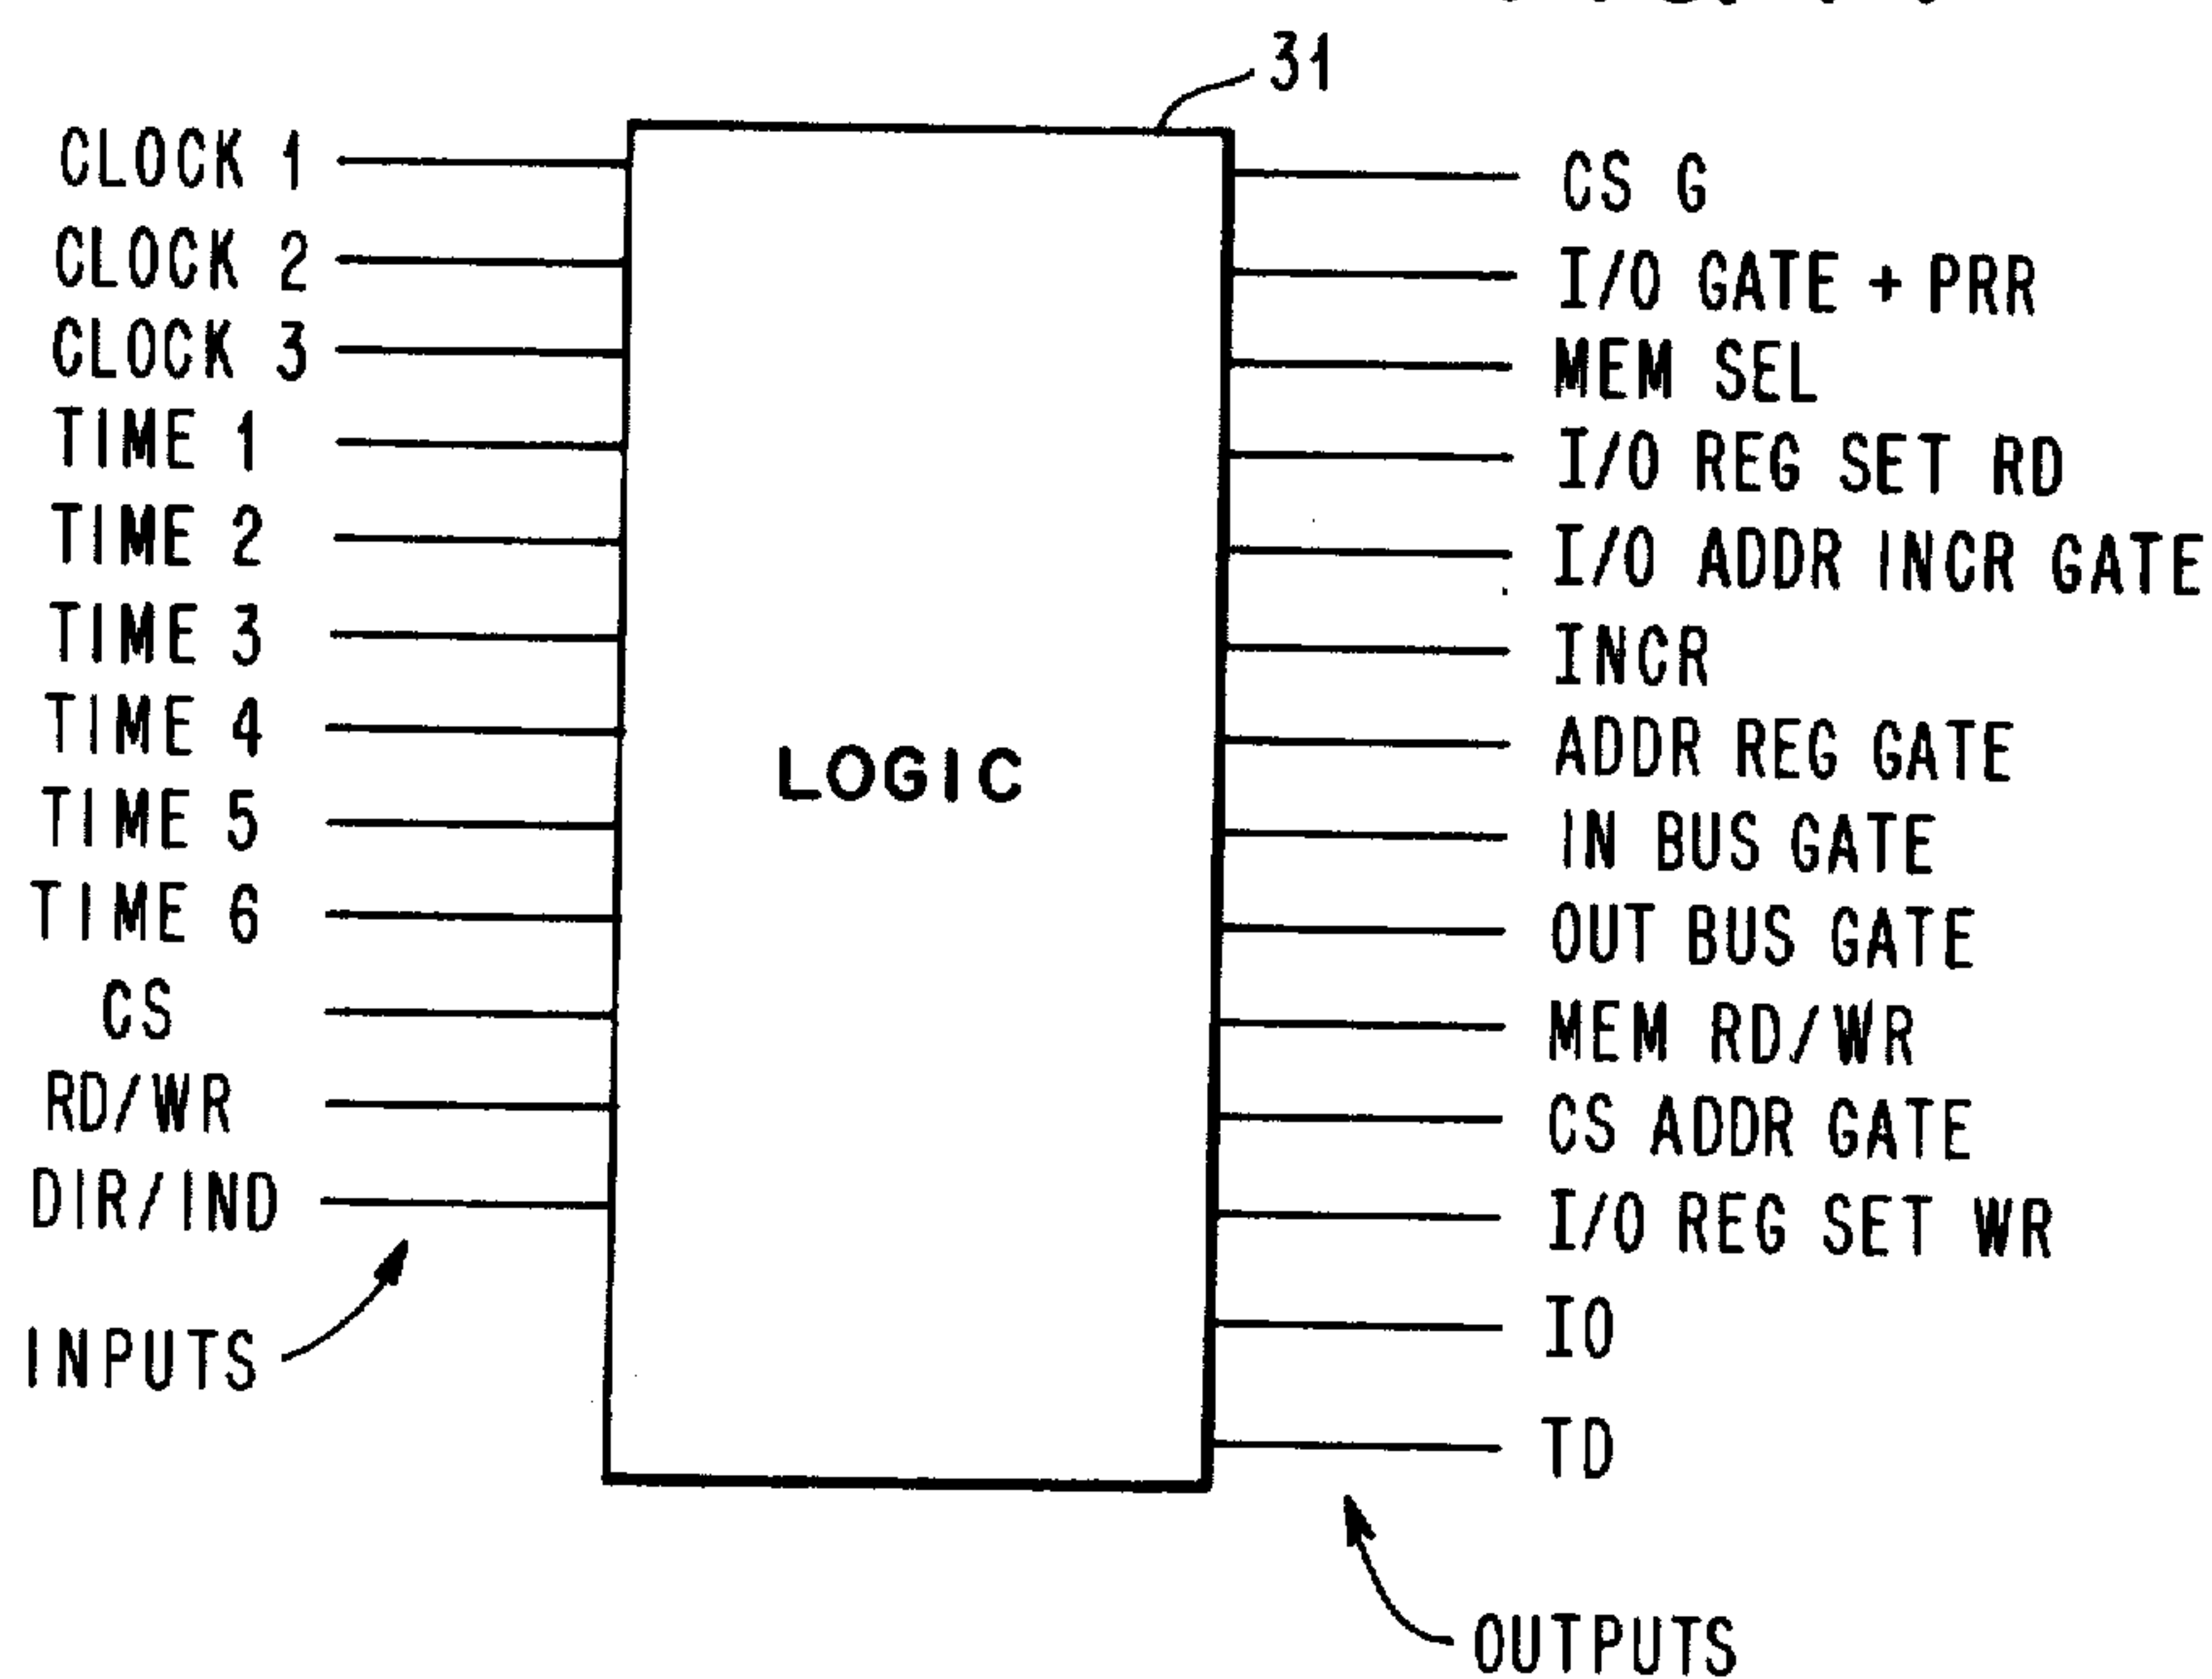 31
CLOCK 1
CLOCK 2
CLOCK 3
TIME 1
TIME 2
TIME 3
TIME 4
TIME 5
TIME 6
CS
RD/WR
DIR/IND
INPUTS
LOGIC
CS G
I/O GATE + PRR
MEM SEL
I/O REG SET RD
I/O ADDR INCR GATE
INCR
ADDR REG GATE
IN BUS GATE
OUT BUS GATE
MEM RD/WR
CS ADDR GATE
I/O REG SET WR
IO
TD
OUTPUTS